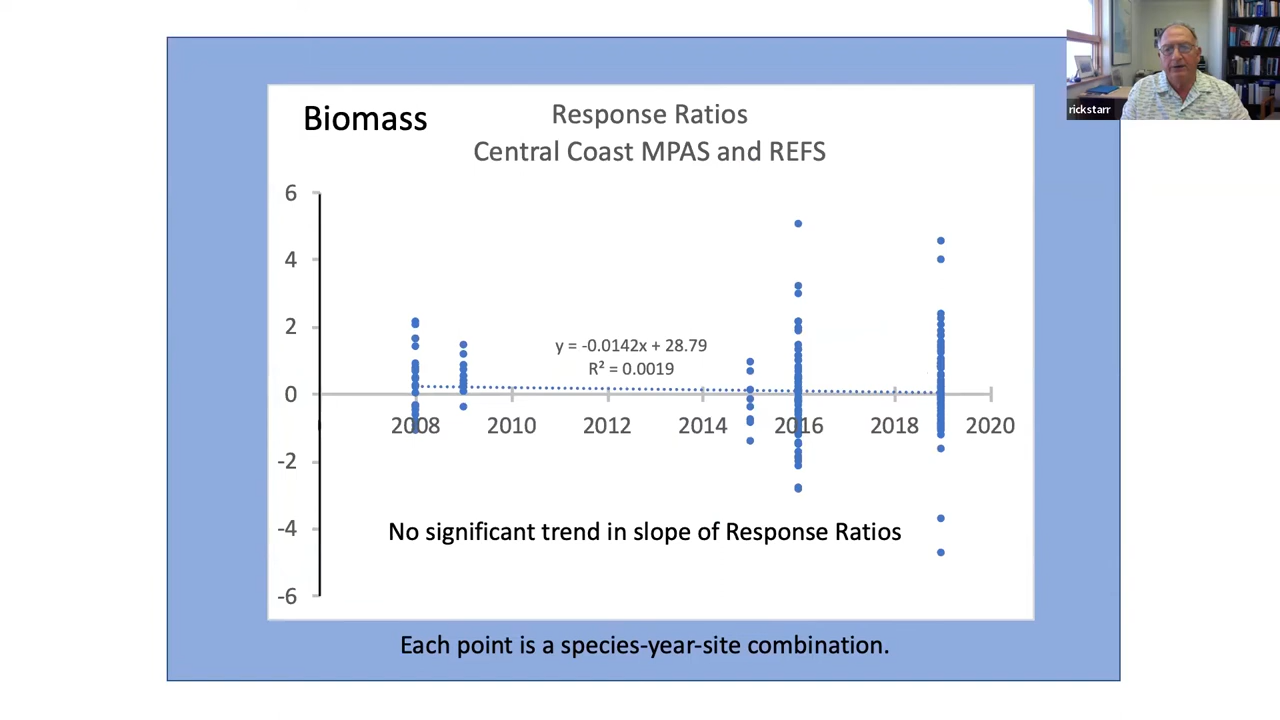 rickstarr
Biomass
Response Ratios
Central Coast MPAS and REFS
6
4
2
0
-2
-4
-6
y = -0.0142x + 28.79
R² = 0.0019
2008 2010 2012 2014 2016 2018 2020
No significant trend in slope of Response Ratios
Each point is a species-year-site combination.